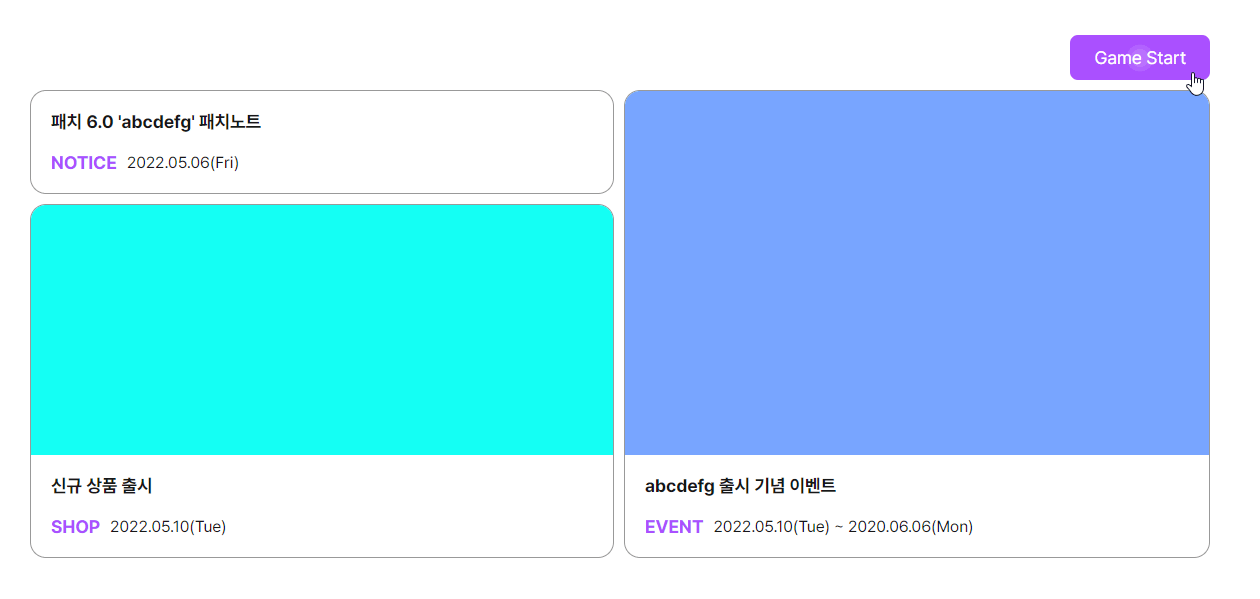 Game Start
패치 6.0 'abcdefg' 패치노트
NOTICE 2022.05.06(Fri)
신규 상품 출시
SHOP 2022.05.10(Tue)
abcdefg 출시 기념 이벤트
EVENT 2022.05.10(Tue) ~ 2020.06.06(Mon)